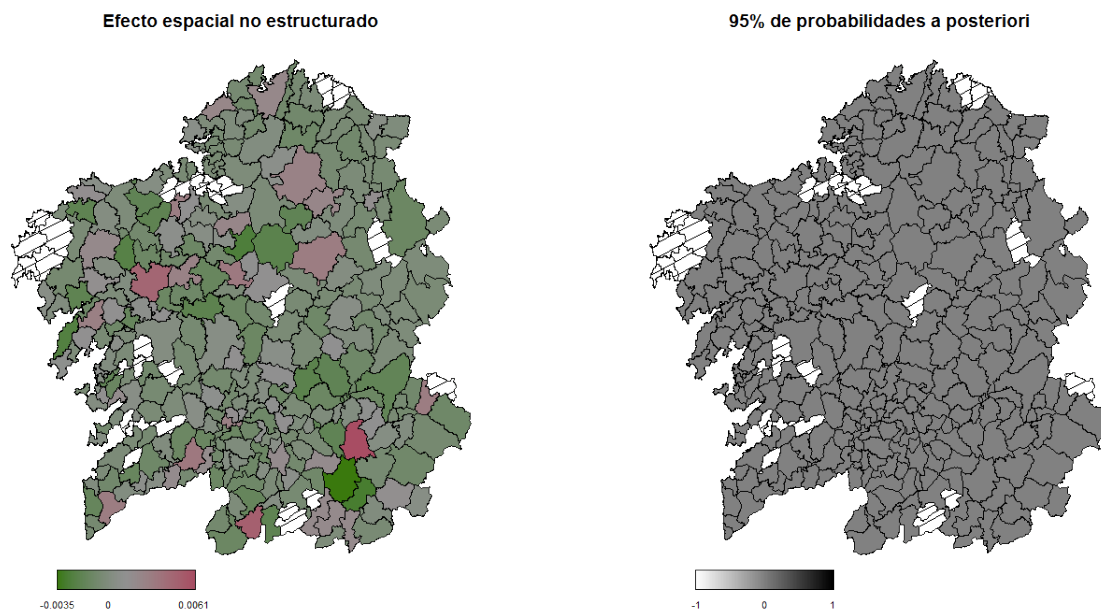 Efecto espacial no estructurado
95% de probabilidades a posteriori
-0.0035 0 0.0061
-1 0 1